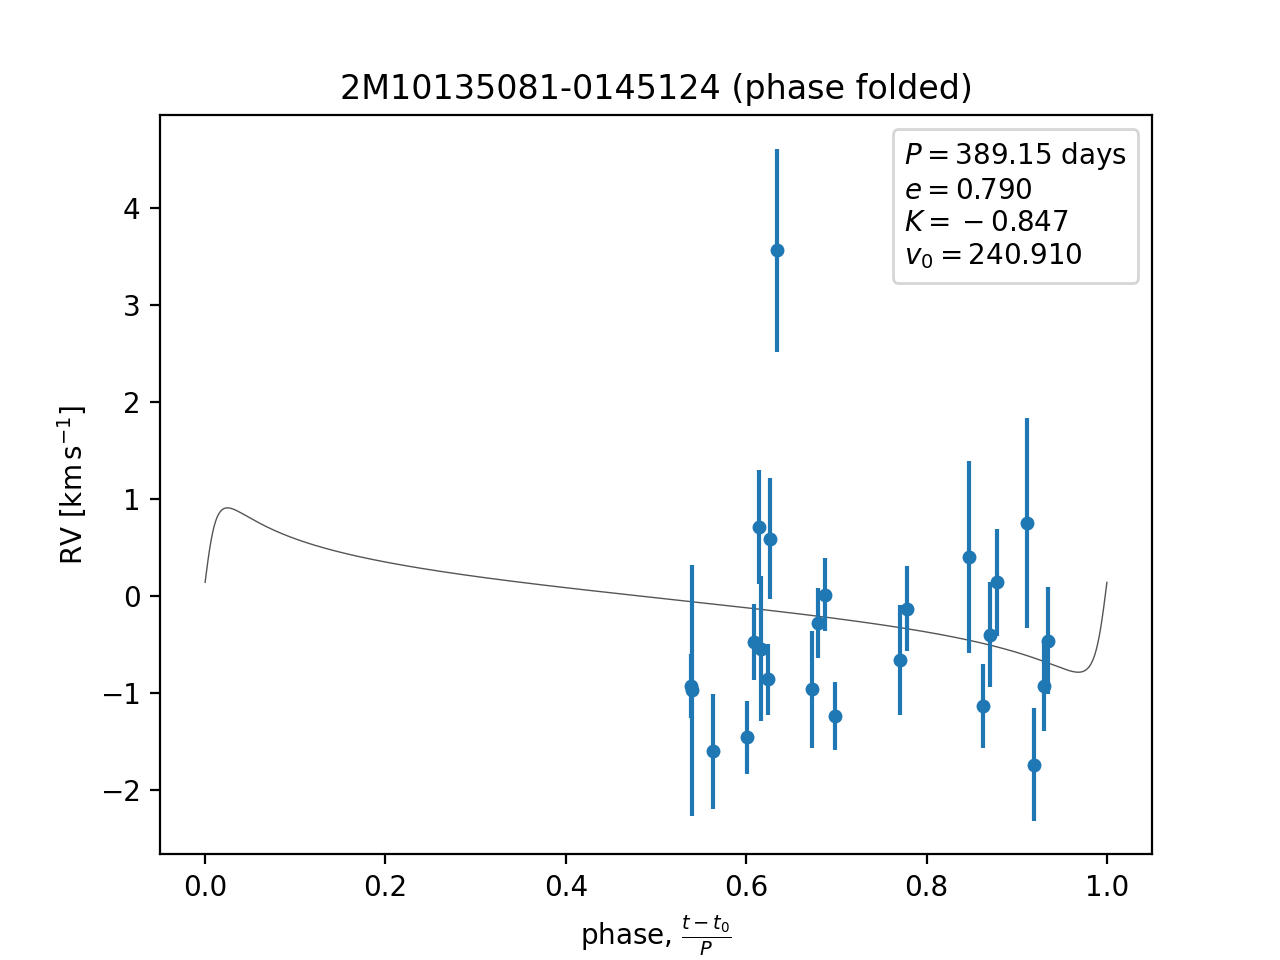 2M10135081-0145124 (phase folded)
P = 389.15 days
e = 0.790
K = −0.847
v₀ = 240.910
4
3
2
1
0
−1
−2
RV [km s⁻¹]
0.0 0.2 0.4 0.6 0.8 1.0
phase, (t − t₀)/P